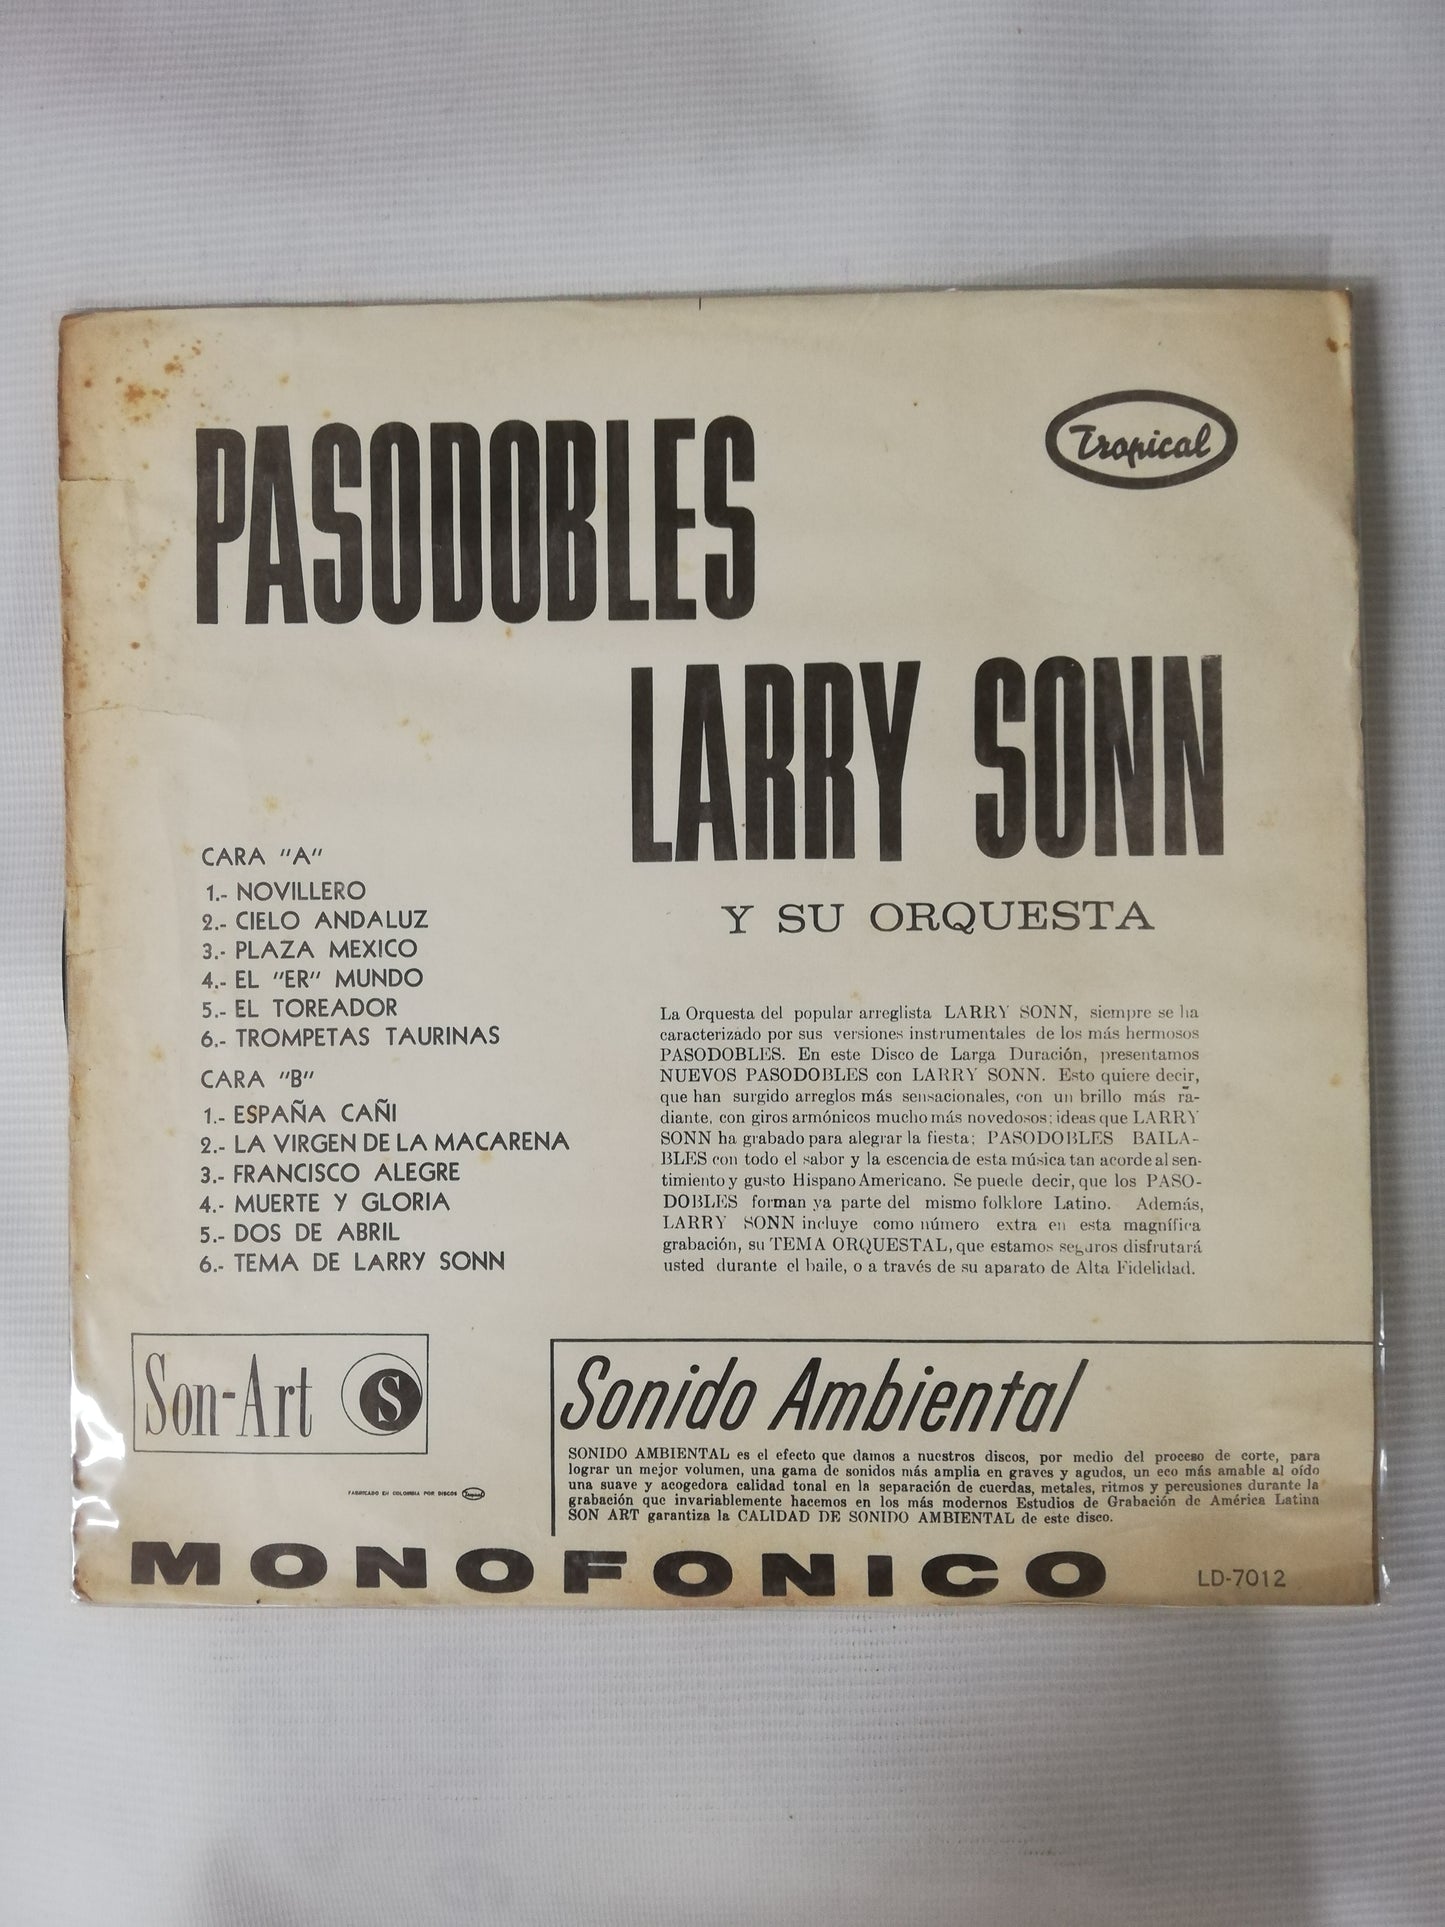 PASODOBLES
Tropical
LARRY SONN
Y SU ORQUESTA
CARA "A"
1.- NOVILLERO
2.- CIELO ANDALUZ
3.- PLAZA MEXICO
4.- EL "ER" MUNDO
5.- EL TOREADOR
6.- TROMPETAS TAURINAS
CARA "B"
1.- ESPAÑA CAÑI
2.- LA VIRGEN DE LA MACARENA
3.- FRANCISCO ALEGRE
4.- MUERTE Y GLORIA
5.- DOS DE ABRIL
6.- TEMA DE LARRY SONN
La Orquesta del popular arreglista LARRY SONN, siempre se ha
caracterizado por sus versiones instrumentales de los más hermosos
PASODOBLES. En este Disco de Larga Duración, presentamos
NUEVOS PASODOBLES con LARRY SONN. Esto quiere decir,
que han surgido arreglos más sensacionales, con un brillo más ra-
diante, con giros armónicos mucho más novedosos; ideas que LARRY
SONN ha grabado para alegrar la fiesta; PASODOBLES BAILA-
BLES con todo el sabor y la escencia de esta música tan acorde al sen-
timiento y gusto Hispano Americano. Se puede decir, que los PASO-
DOBLES forman ya parte del mismo folklore Latino. Además,
LARRY SONN incluye como número extra en esta magnífica
grabación, su TEMA ORQUESTAL, que estamos seguros disfrutará
usted durante el baile, o a través de su aparato de Alta Fidelidad.
Son-Art S
FABRICADO EN COLOMBIA POR DISCOS Tropical
Sonido Ambiental
SONIDO AMBIENTAL es el efecto que damos a nuestros discos, por medio del proceso de corte, para
lograr un mejor volumen, una gama de sonidos más amplia en graves y agudos, un eco más amable al oído
una suave y acogedora calidad tonal en la separación de cuerdas, metales, ritmos y percusiones durante la
grabación que invariablemente hacemos en los más modernos Estudios de Grabación de América Latina
SON ART garantiza la CALIDAD DE SONIDO AMBIENTAL de este disco.
MONOFONICO
LD-7012